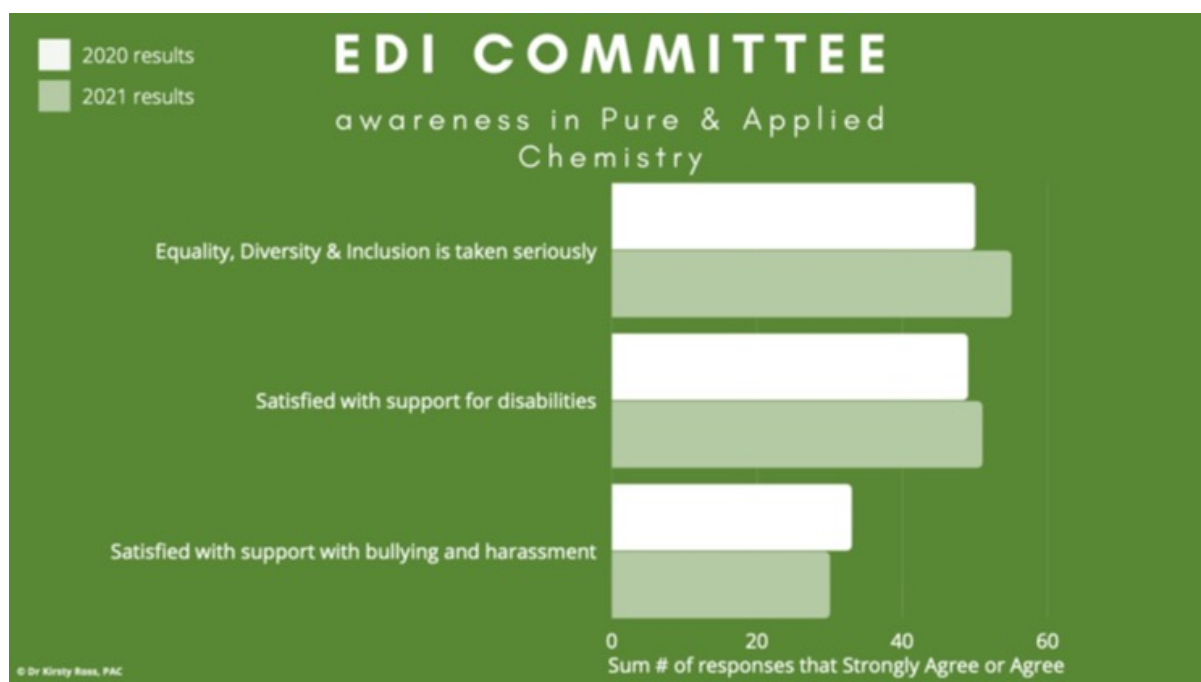 2020 results
2021 results
EDI COMMITTEE
awareness in Pure & Applied
Chemistry
Equality, Diversity & Inclusion is taken seriously
Satisfied with support for disabilities
Satisfied with support with bullying and harassment
0 20 40 60
Sum # of responses that Strongly Agree or Agree
© Dr Kirsty Ross, PAC